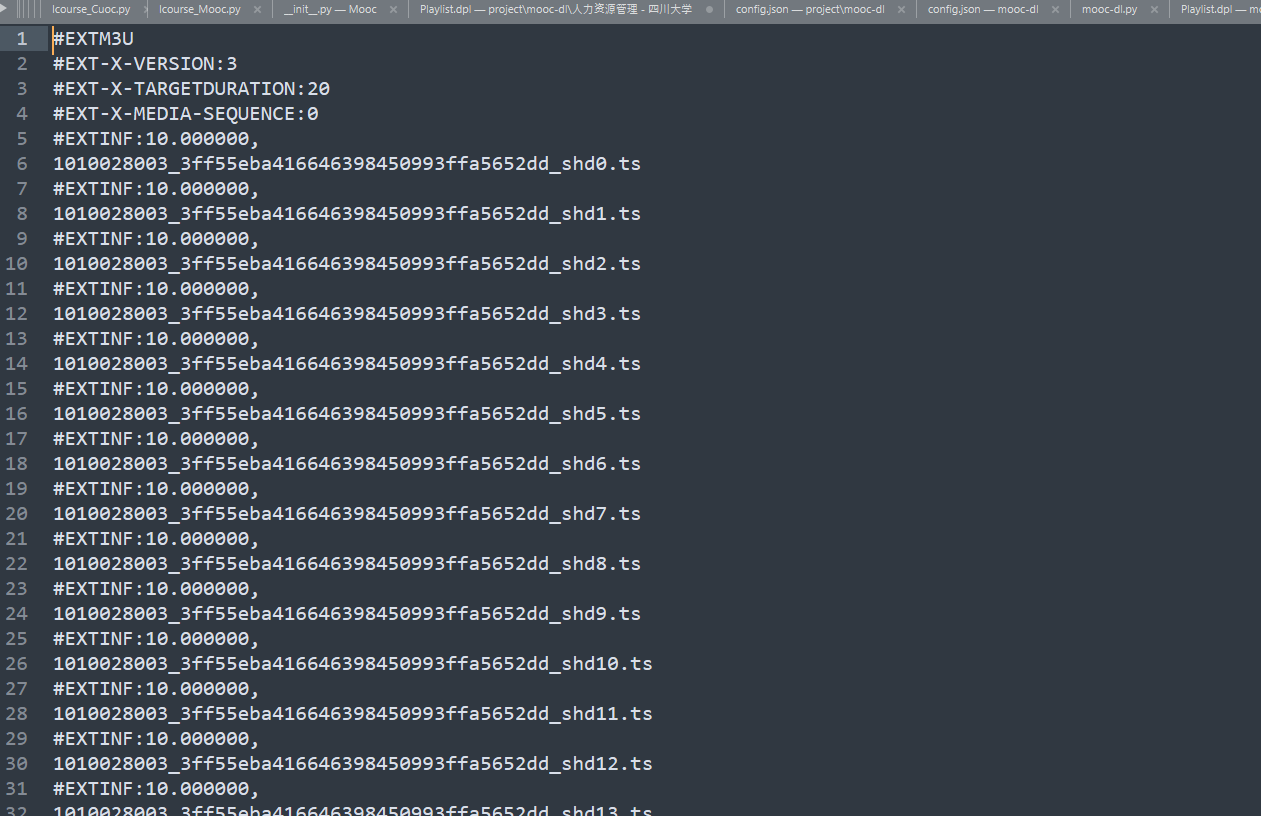 Icourse_Cuoc.py Icourse_Mooc.py __init__.py — Mooc Playlist.dpl — project\mooc-dl\人力资源管理 - 四川大学 config.json — project\mooc-dl config.json — mooc-dl mooc-dl.py Playlist.dpl —
1 #EXTM3U
2 #EXT-X-VERSION:3
3 #EXT-X-TARGETDURATION:20
4 #EXT-X-MEDIA-SEQUENCE:0
5 #EXTINF:10.000000,
6 1010028003_3ff55eba416646398450993ffa5652dd_shd0.ts
7 #EXTINF:10.000000,
8 1010028003_3ff55eba416646398450993ffa5652dd_shd1.ts
9 #EXTINF:10.000000,
10 1010028003_3ff55eba416646398450993ffa5652dd_shd2.ts
11 #EXTINF:10.000000,
12 1010028003_3ff55eba416646398450993ffa5652dd_shd3.ts
13 #EXTINF:10.000000,
14 1010028003_3ff55eba416646398450993ffa5652dd_shd4.ts
15 #EXTINF:10.000000,
16 1010028003_3ff55eba416646398450993ffa5652dd_shd5.ts
17 #EXTINF:10.000000,
18 1010028003_3ff55eba416646398450993ffa5652dd_shd6.ts
19 #EXTINF:10.000000,
20 1010028003_3ff55eba416646398450993ffa5652dd_shd7.ts
21 #EXTINF:10.000000,
22 1010028003_3ff55eba416646398450993ffa5652dd_shd8.ts
23 #EXTINF:10.000000,
24 1010028003_3ff55eba416646398450993ffa5652dd_shd9.ts
25 #EXTINF:10.000000,
26 1010028003_3ff55eba416646398450993ffa5652dd_shd10.ts
27 #EXTINF:10.000000,
28 1010028003_3ff55eba416646398450993ffa5652dd_shd11.ts
29 #EXTINF:10.000000,
30 1010028003_3ff55eba416646398450993ffa5652dd_shd12.ts
31 #EXTINF:10.000000,
32 1010028003_3ff55eba416646398450993ffa5652dd_shd13.ts